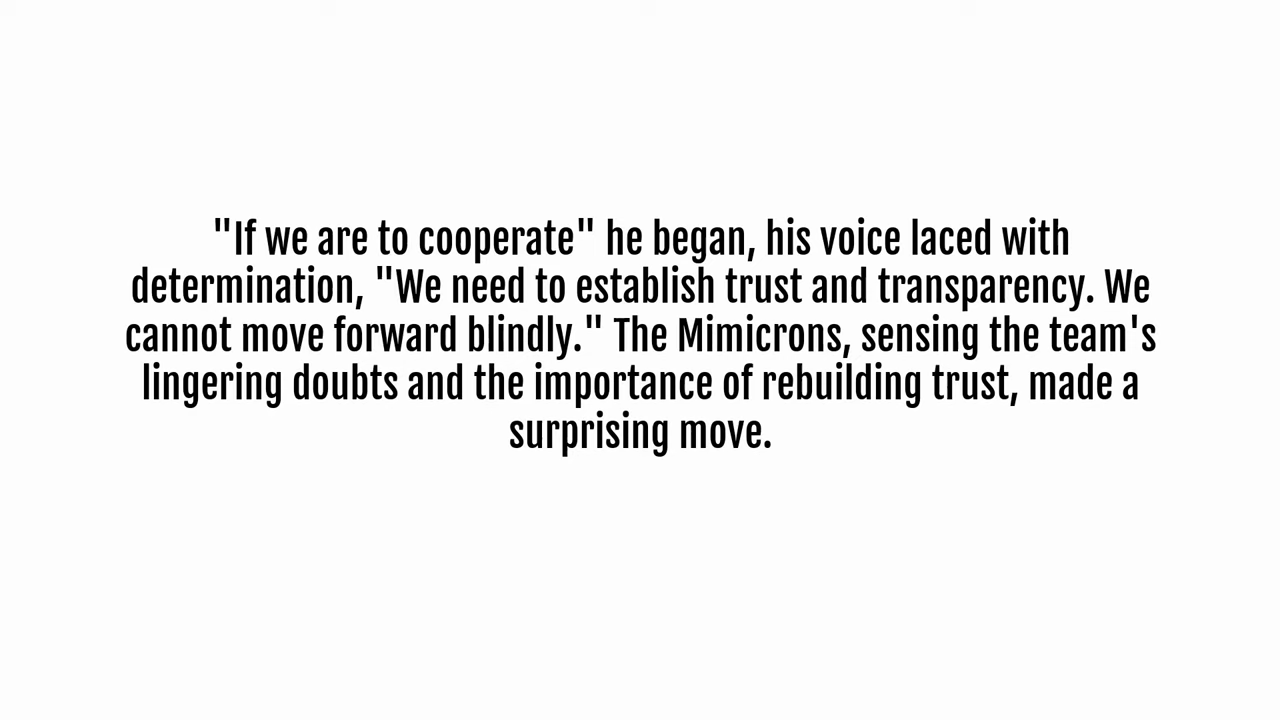 "If we are to cooperate" he began, his voice laced with
determination, "We need to establish trust and transparency. We
cannot move forward blindly." The Mimicrons, sensing the team's
lingering doubts and the importance of rebuilding trust, made a
surprising move.